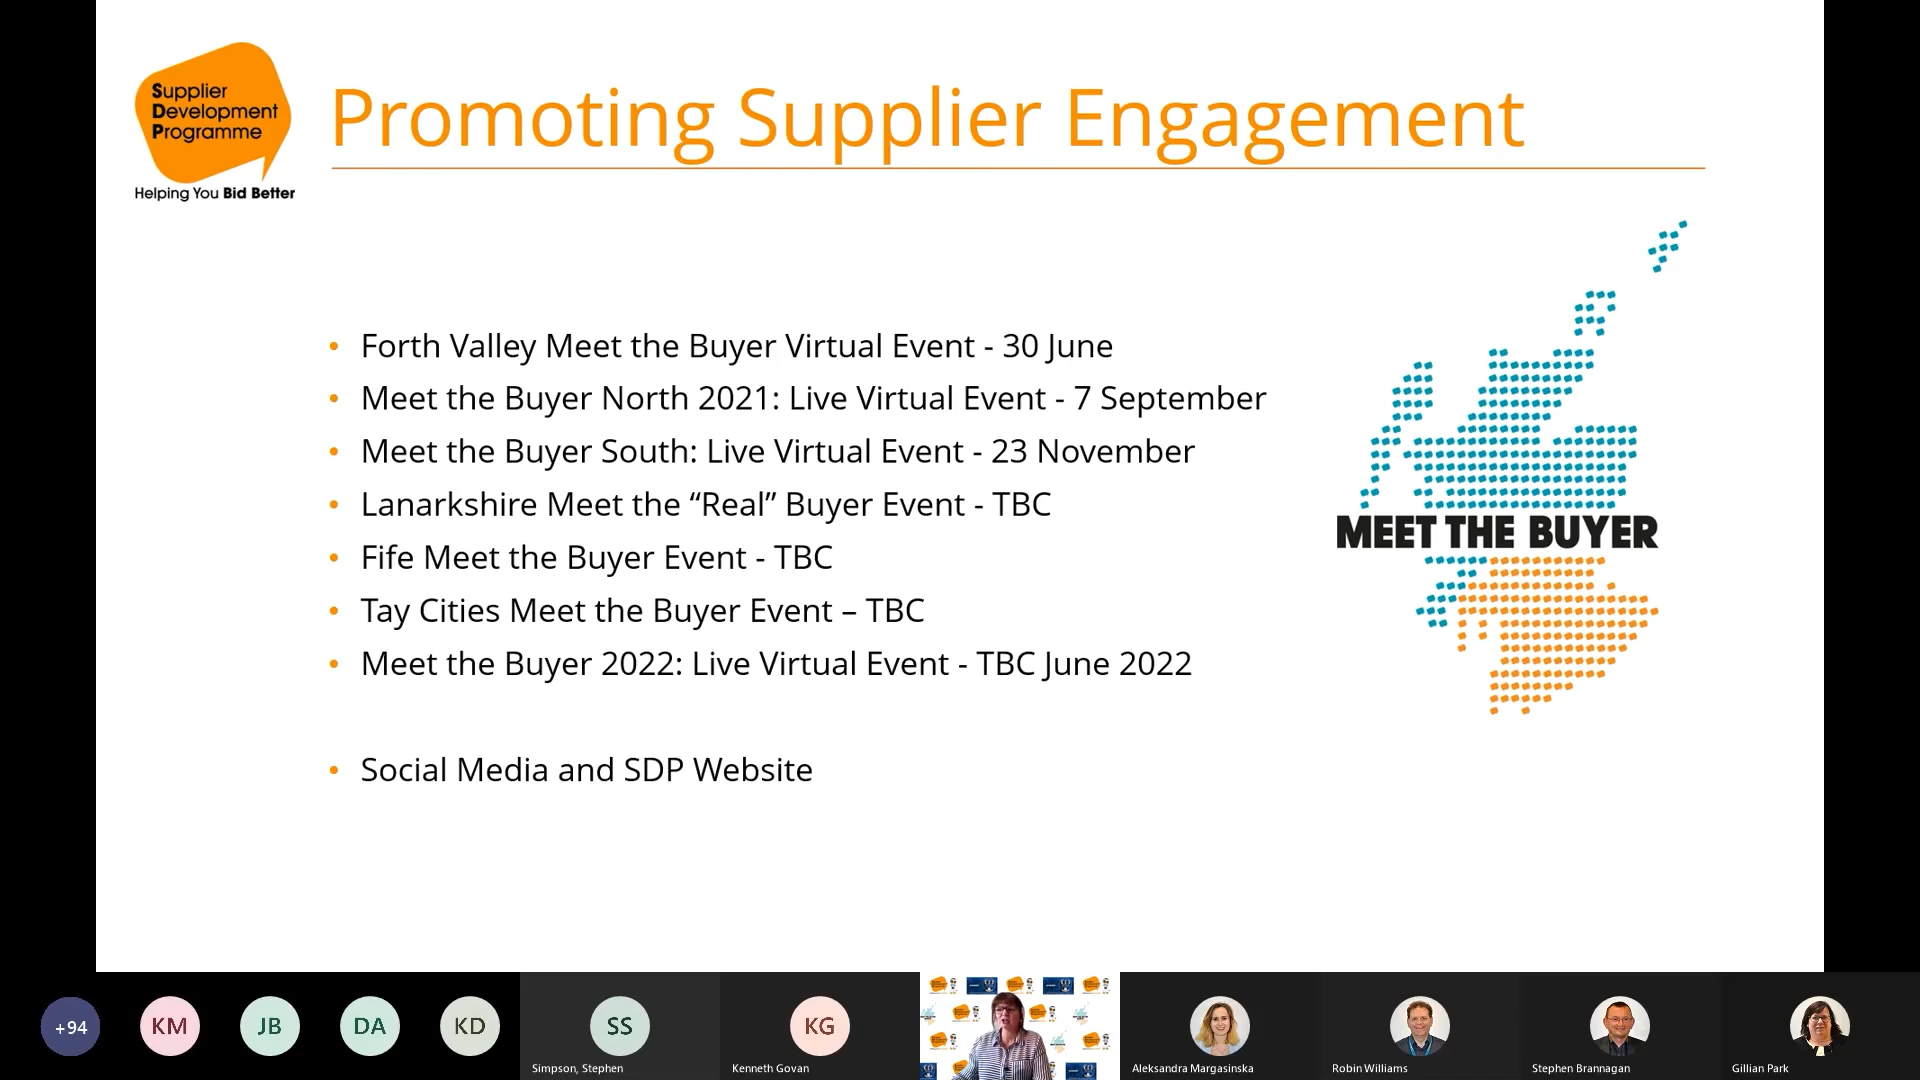 Supplier
Development
Programme
Helping You Bid Better
Promoting Supplier Engagement
• Forth Valley Meet the Buyer Virtual Event - 30 June
• Meet the Buyer North 2021: Live Virtual Event - 7 September
• Meet the Buyer South: Live Virtual Event - 23 November
• Lanarkshire Meet the “Real” Buyer Event - TBC
• Fife Meet the Buyer Event - TBC
• Tay Cities Meet the Buyer Event – TBC
• Meet the Buyer 2022: Live Virtual Event - TBC June 2022
• Social Media and SDP Website
MEET THE BUYER
+94
KM
JB
DA
KD
SS
Simpson, Stephen
KG
Kenneth Govan
Aleksandra Margasinska
Robin Williams
Stephen Brannagan
Gillian Park